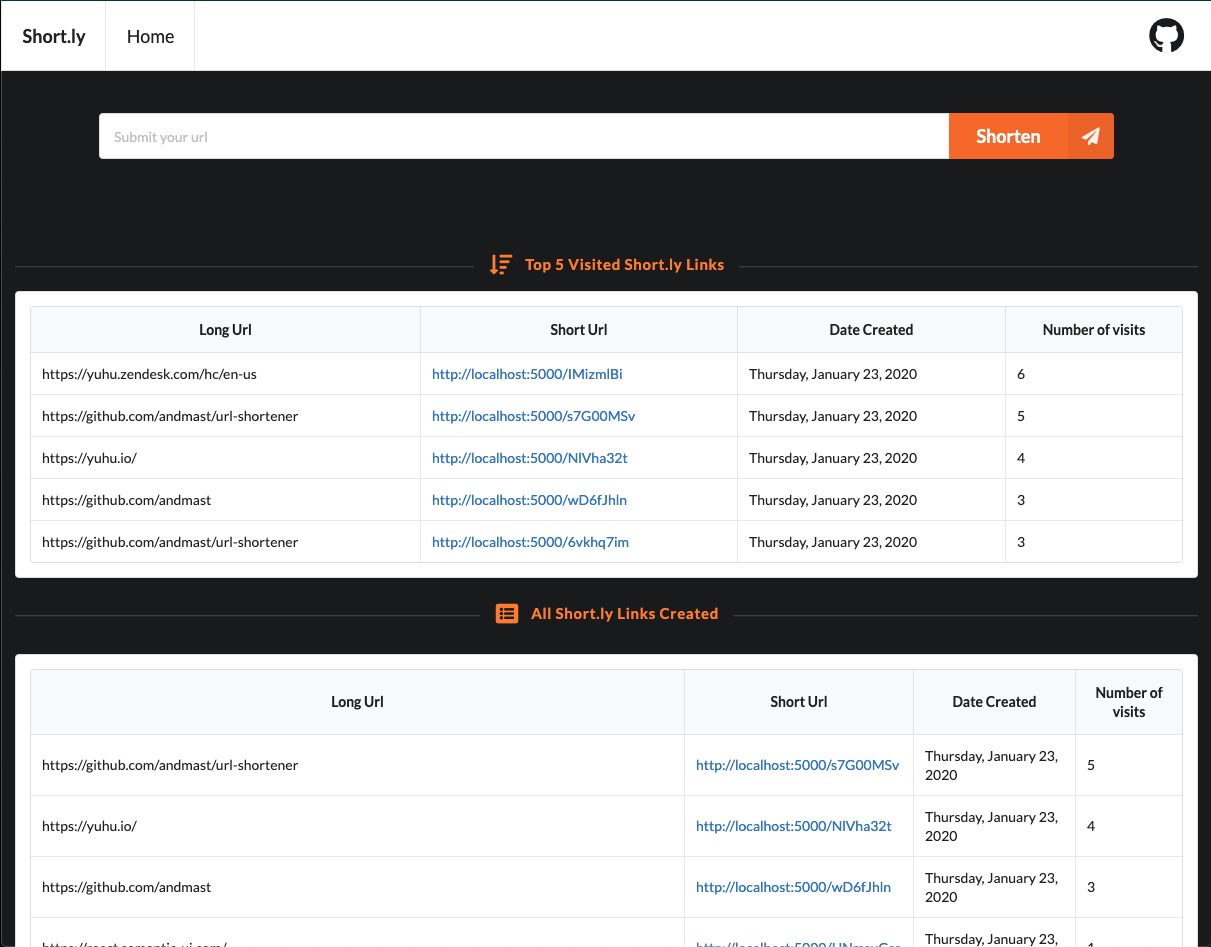 Short.ly Home
Submit your url Shorten
Top 5 Visited Short.ly Links
Long Url Short Url Date Created Number of visits
https://yuhu.zendesk.com/hc/en-us http://localhost:5000/IMizmlBi Thursday, January 23, 2020 6
https://github.com/andmast/url-shortener http://localhost:5000/s7G00MSv Thursday, January 23, 2020 5
https://yuhu.io/ http://localhost:5000/NlVha32t Thursday, January 23, 2020 4
https://github.com/andmast http://localhost:5000/wD6fJhln Thursday, January 23, 2020 3
https://github.com/andmast/url-shortener http://localhost:5000/6vkhq7im Thursday, January 23, 2020 3
All Short.ly Links Created
Long Url Short Url Date Created Number of
visits
https://github.com/andmast/url-shortener http://localhost:5000/s7G00MSv Thursday, January 23,
2020 5
https://yuhu.io/ http://localhost:5000/NlVha32t Thursday, January 23,
2020 4
https://github.com/andmast http://localhost:5000/wD6fJhln Thursday, January 23,
2020 3
Thursday, January 23,